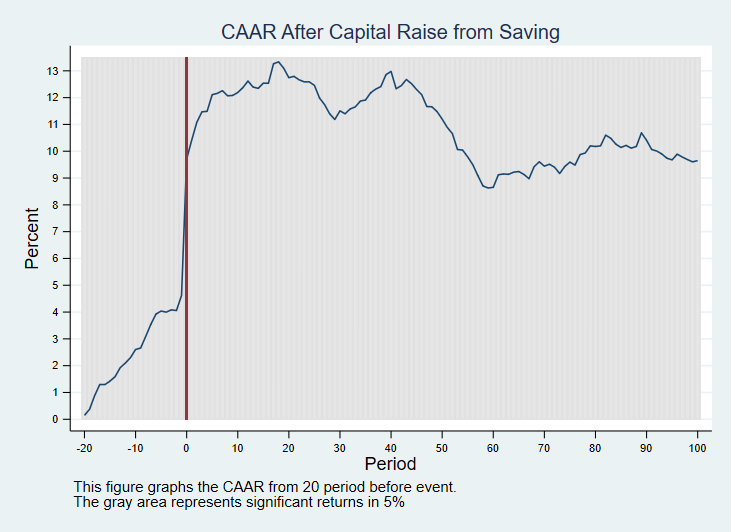 CAAR After Capital Raise from Saving
Percent
13
12
11
10
9
8
7
6
5
4
3
2
1
0
-20 -10 0 10 20 30 40 50 60 70 80 90 100
Period
This figure graphs the CAAR from 20 period before event.
The gray area represents significant returns in 5%